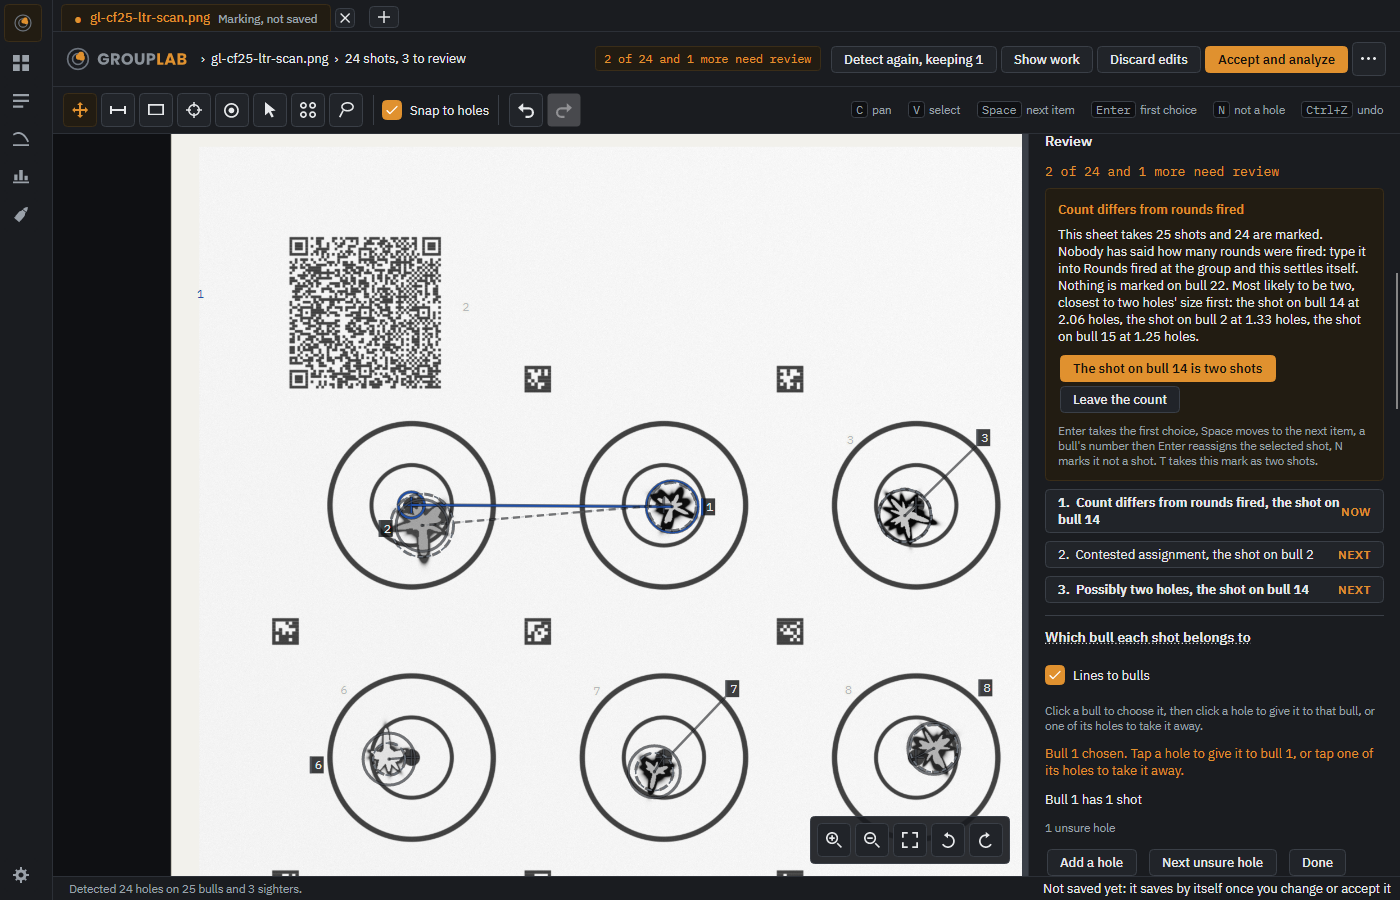 gl-cf25-ltr-scan.png Marking, not saved
GROUPLAB › gl-cf25-ltr-scan.png › 24 shots, 3 to review
2 of 24 and 1 more need review
Detect again, keeping 1
Show work
Discard edits
Accept and analyze
Snap to holes
C pan
V select
Space next item
Enter first choice
N not a hole
Ctrl+Z undo
1
2
3
3
2
1
6
7
8
7
8
6
Review
2 of 24 and 1 more need review
Count differs from rounds fired
This sheet takes 25 shots and 24 are marked.
Nobody has said how many rounds were fired: type it
into Rounds fired at the group and this settles itself.
Nothing is marked on bull 22. Most likely to be two,
closest to two holes' size first: the shot on bull 14 at
2.06 holes, the shot on bull 2 at 1.33 holes, the shot
on bull 15 at 1.25 holes.
The shot on bull 14 is two shots
Leave the count
Enter takes the first choice, Space moves to the next item, a
bull's number then Enter reassigns the selected shot, N
marks it not a shot. T takes this mark as two shots.
1. Count differs from rounds fired, the shot on
bull 14
NOW
2. Contested assignment, the shot on bull 2 NEXT
3. Possibly two holes, the shot on bull 14 NEXT
Which bull each shot belongs to
Lines to bulls
Click a bull to choose it, then click a hole to give it to that bull, or
one of its holes to take it away.
Bull 1 chosen. Tap a hole to give it to bull 1, or tap one of
its holes to take it away.
Bull 1 has 1 shot
1 unsure hole
Add a hole
Next unsure hole
Done
Detected 24 holes on 25 bulls and 3 sighters.
Not saved yet: it saves by itself once you change or accept it